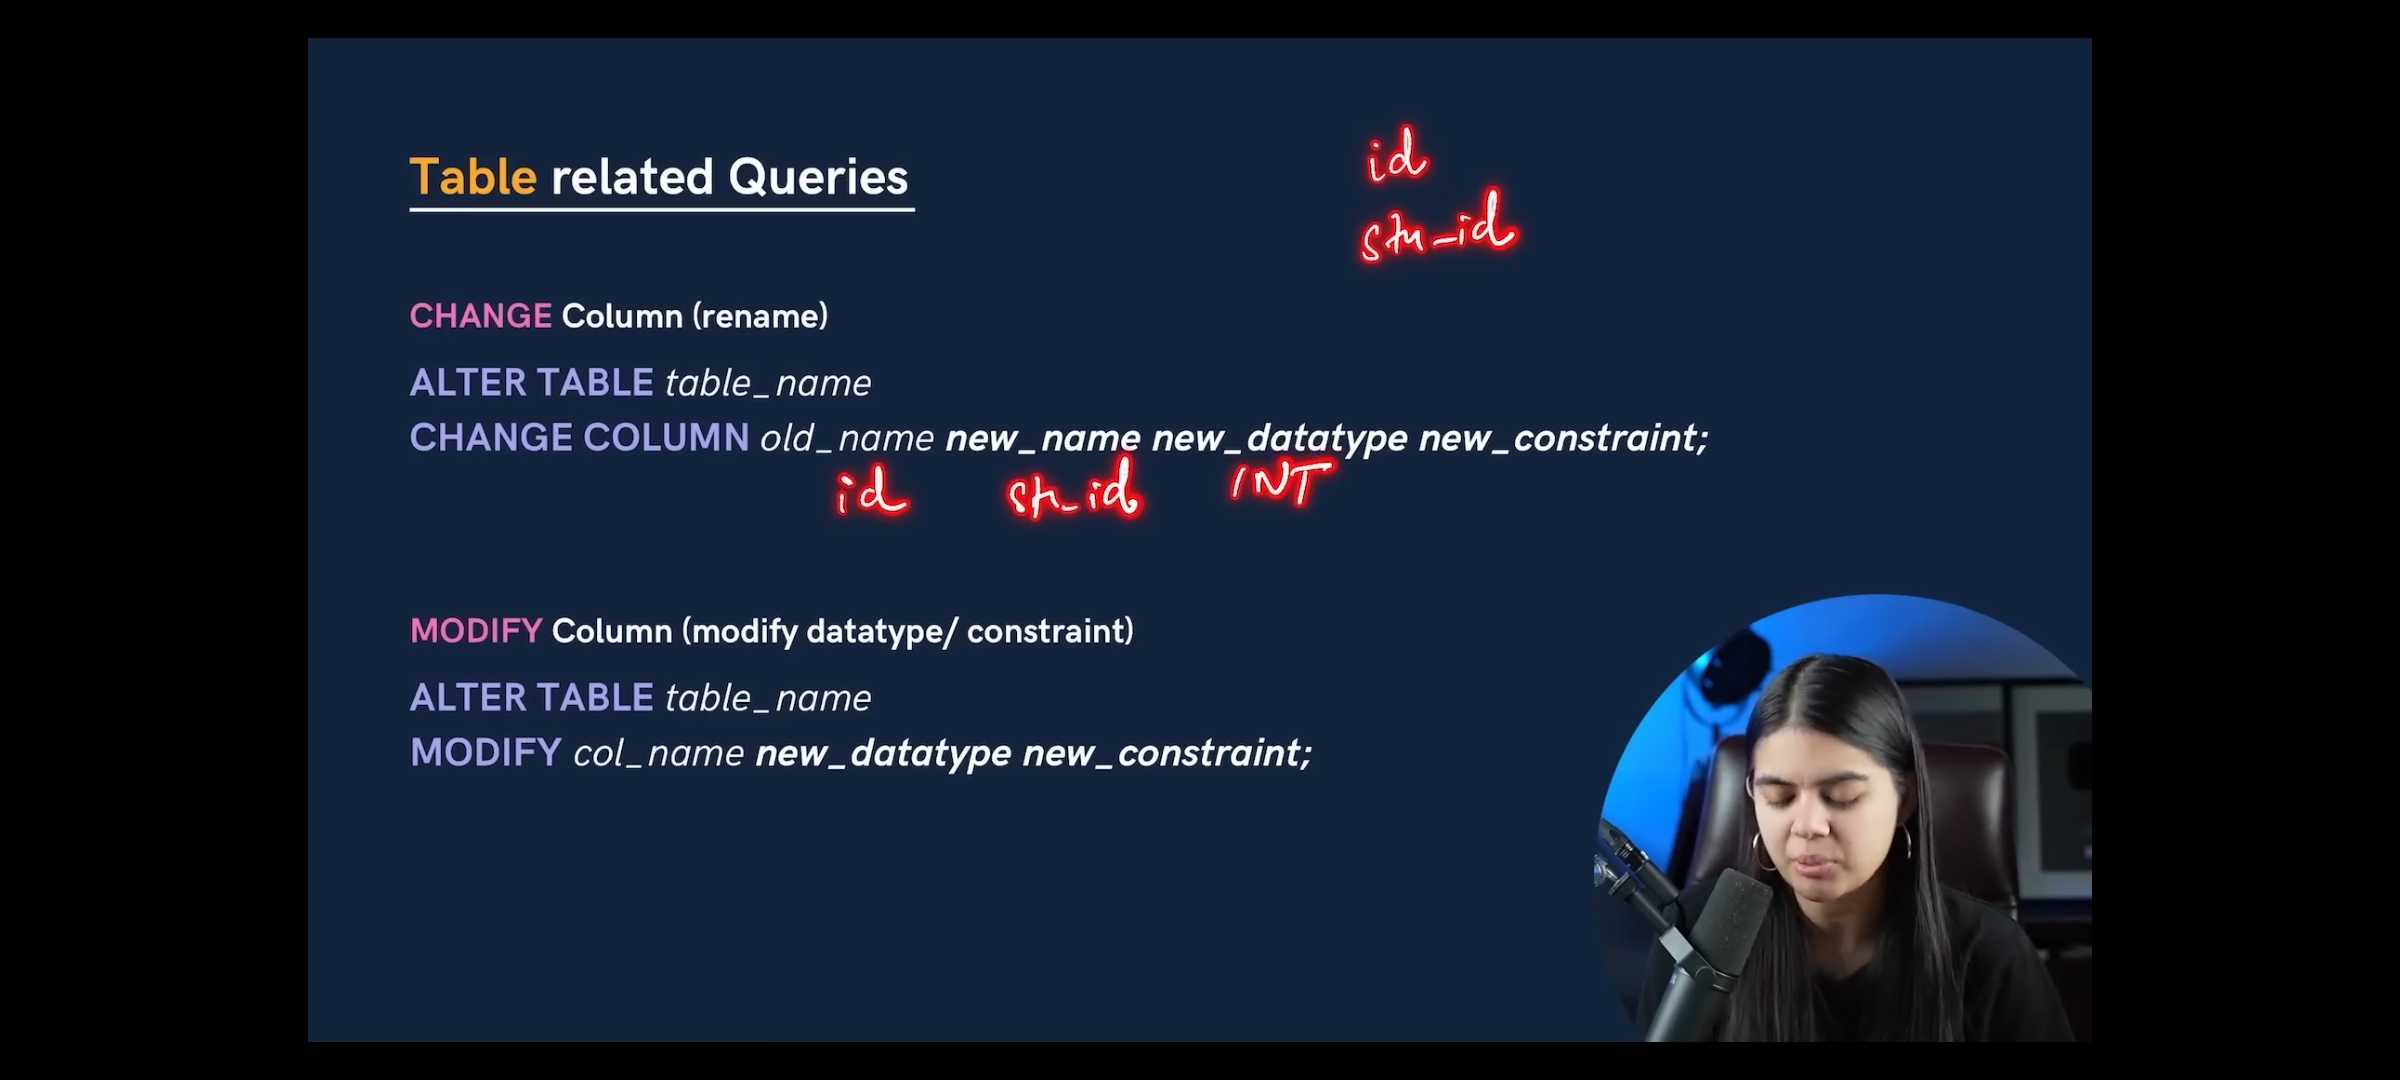 Table related Queries
id
stu_id
CHANGE Column (rename)
ALTER TABLE table_name
CHANGE COLUMN old_name new_name new_datatype new_constraint;
id stu_id INT
MODIFY Column (modify datatype/ constraint)
ALTER TABLE table_name
MODIFY col_name new_datatype new_constraint;